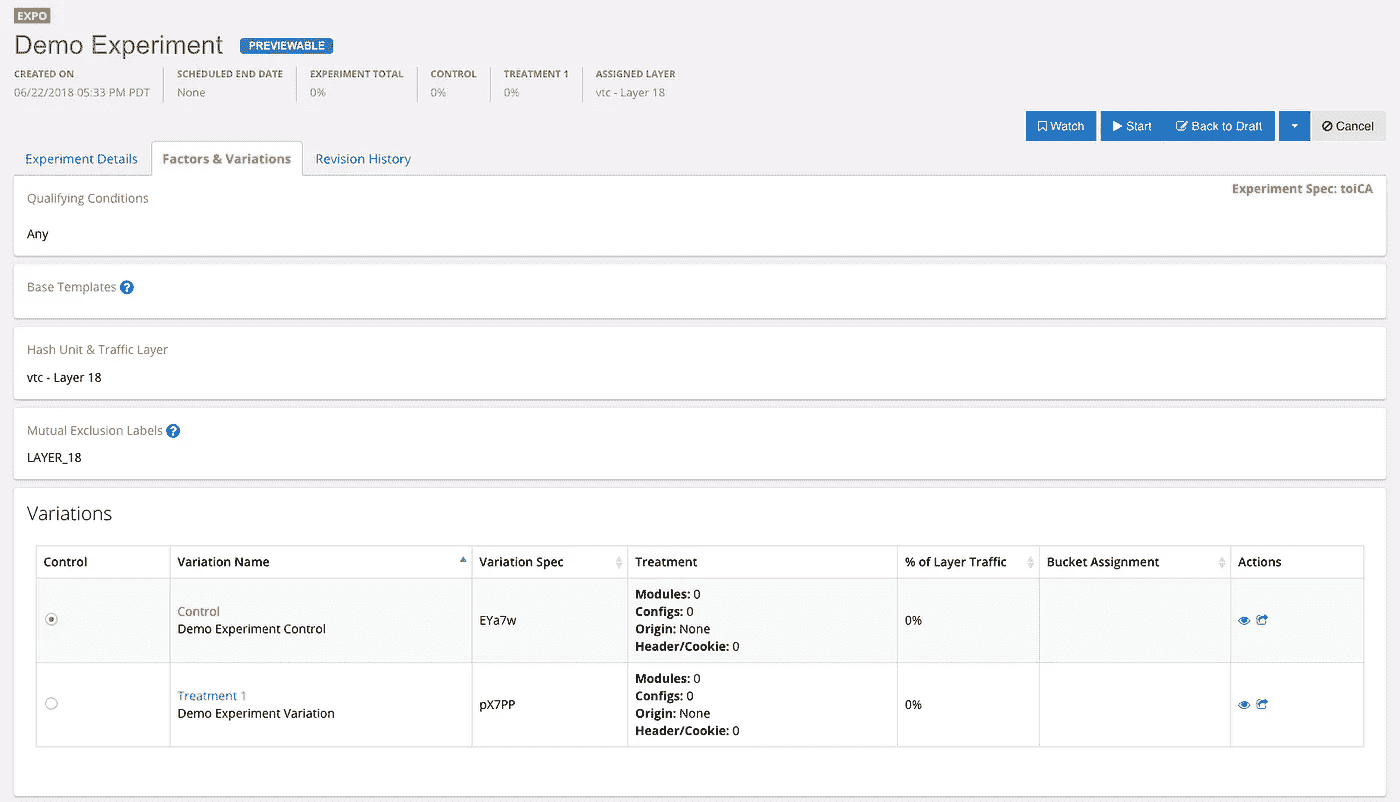 EXPO
Demo Experiment PREVIEWABLE
CREATED ON SCHEDULED END DATE EXPERIMENT TOTAL CONTROL TREATMENT 1 ASSIGNED LAYER
06/22/2018 05:33 PM PDT None 0% 0% 0% vtc - Layer 18
Watch Start Back to Draft Cancel
Experiment Details Factors & Variations Revision History
Experiment Spec: toiCA
Qualifying Conditions
Any
Base Templates ?
Hash Unit & Traffic Layer
vtc - Layer 18
Mutual Exclusion Labels ?
LAYER_18
Variations
Control Variation Name Variation Spec Treatment % of Layer Traffic Bucket Assignment Actions
Control
Demo Experiment Control
EYa7w
Modules: 0
Configs: 0
Origin: None
Header/Cookie: 0
0%
Treatment 1
Demo Experiment Variation
pX7PP
Modules: 0
Configs: 0
Origin: None
Header/Cookie: 0
0%